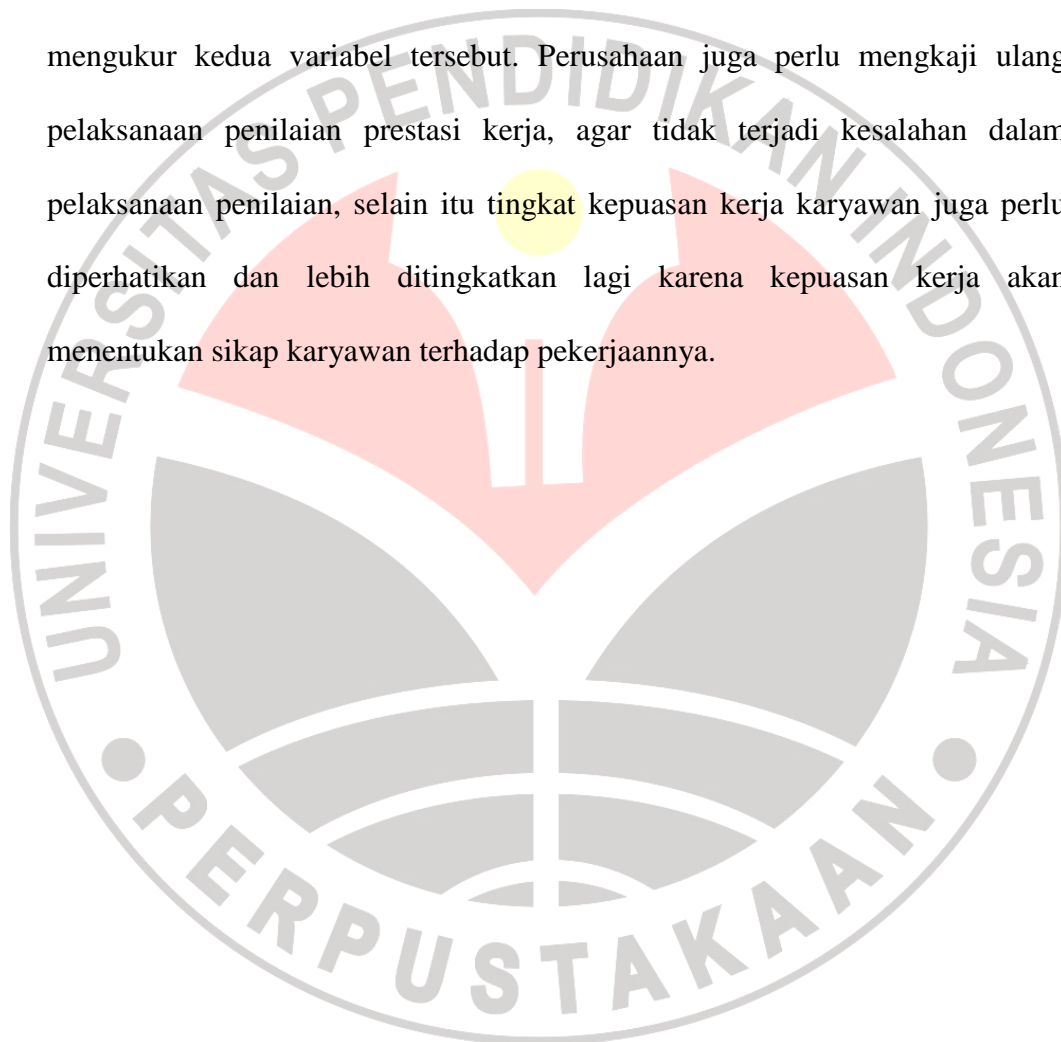 mengukur kedua variabel tersebut. Perusahaan juga perlu mengkaji ulang
pelaksanaan penilaian prestasi kerja, agar tidak terjadi kesalahan dalam
pelaksanaan penilaian, selain itu tingkat kepuasan kerja karyawan juga perlu
diperhatikan dan lebih ditingkatkan lagi karena kepuasan kerja akan
menentukan sikap karyawan terhadap pekerjaannya.
UNIVERSITAS PENDIDIKAN INDONESIA
PERPUSTAKAAN